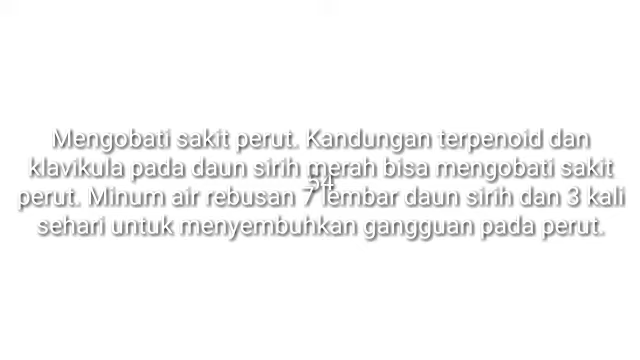 Mengobati sakit perut. Kandungan terpenoid dan
klavikula pada daun sirih merah bisa mengobati sakit
54
perut. Minum air rebusan 7 lembar daun sirih dan 3 kali
sehari untuk menyembuhkan gangguan pada perut.